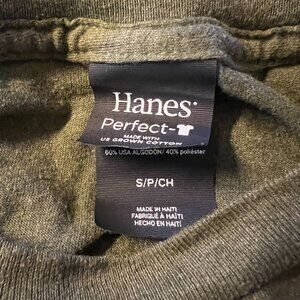 Hanes
Perfect-
MADE WITH
US GROWN COTTON
60% USA ALGODON/ 40% poliéster
S/P/CH
MADE IN HAITI
FABRIQUÉ À HAÏTI
HECHO EN HAITÍ